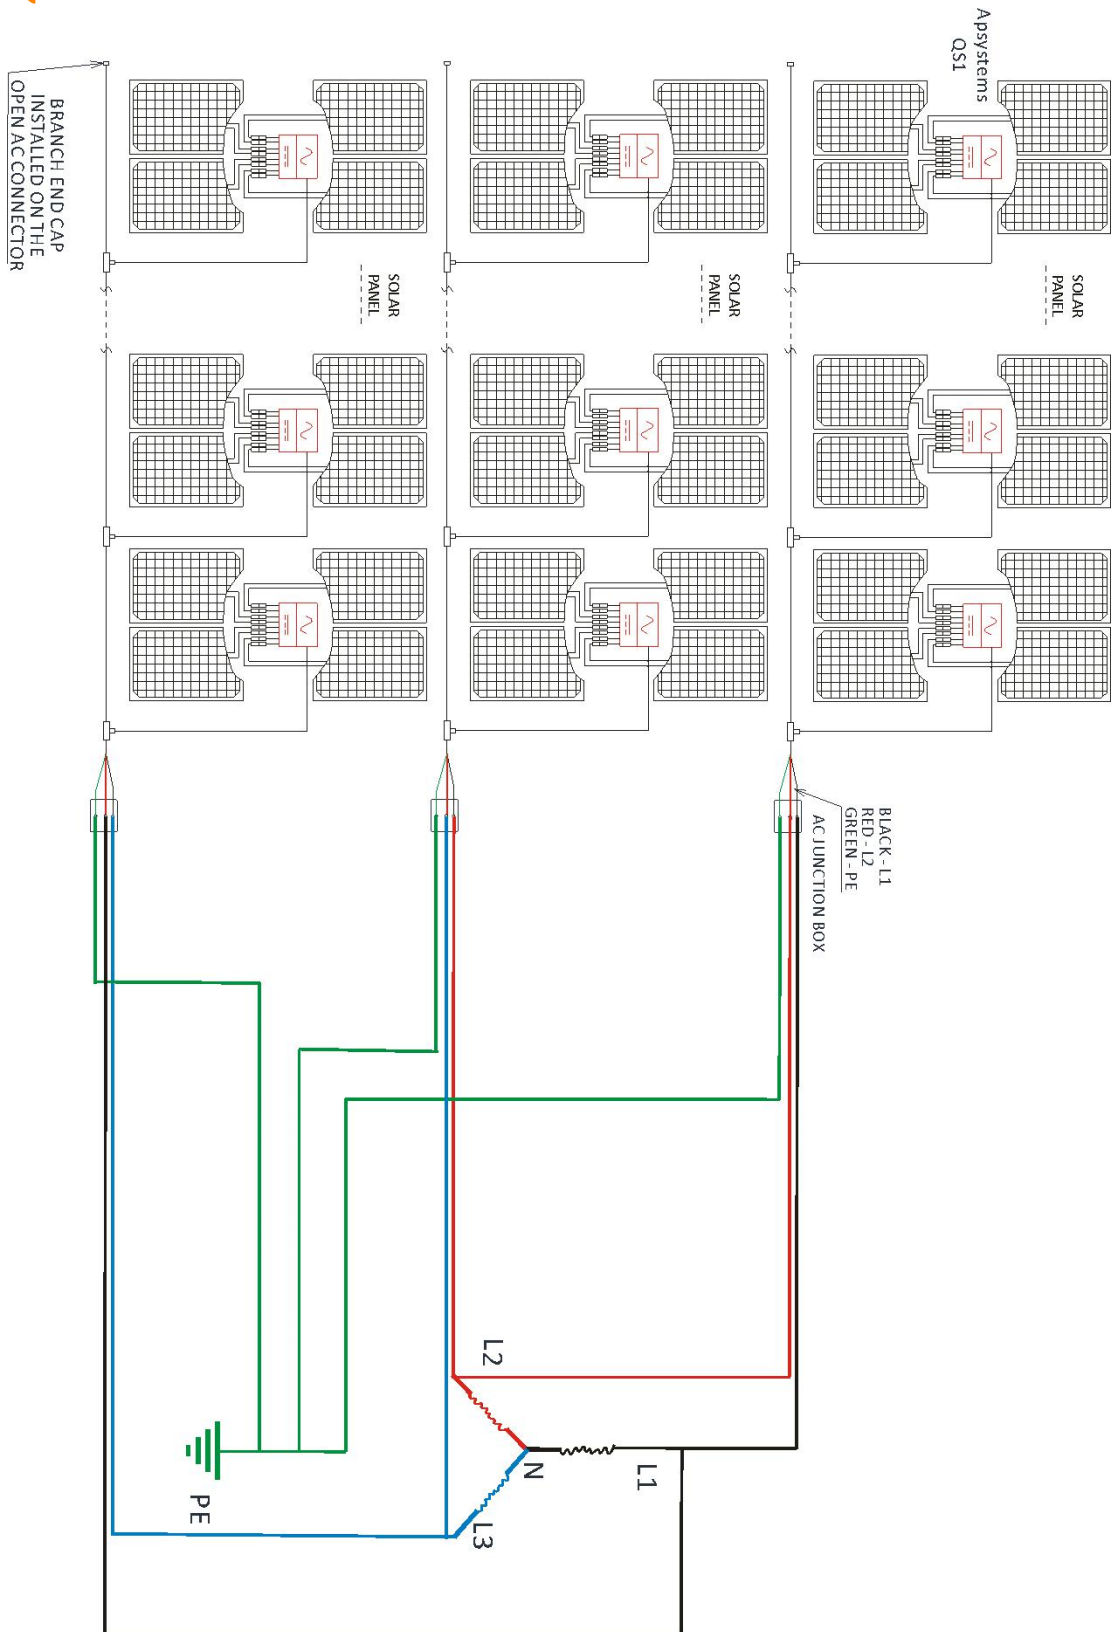 Apsystems
QS1
SOLAR
PANEL
SOLAR
PANEL
SOLAR
PANEL
BRANCH END CAP
INSTALLED ON THE
OPEN AC CONNECTOR
BLACK - L1
RED - L2
GREEN - PE
AC JUNCTION BOX
L2
L1
N
L3
PE